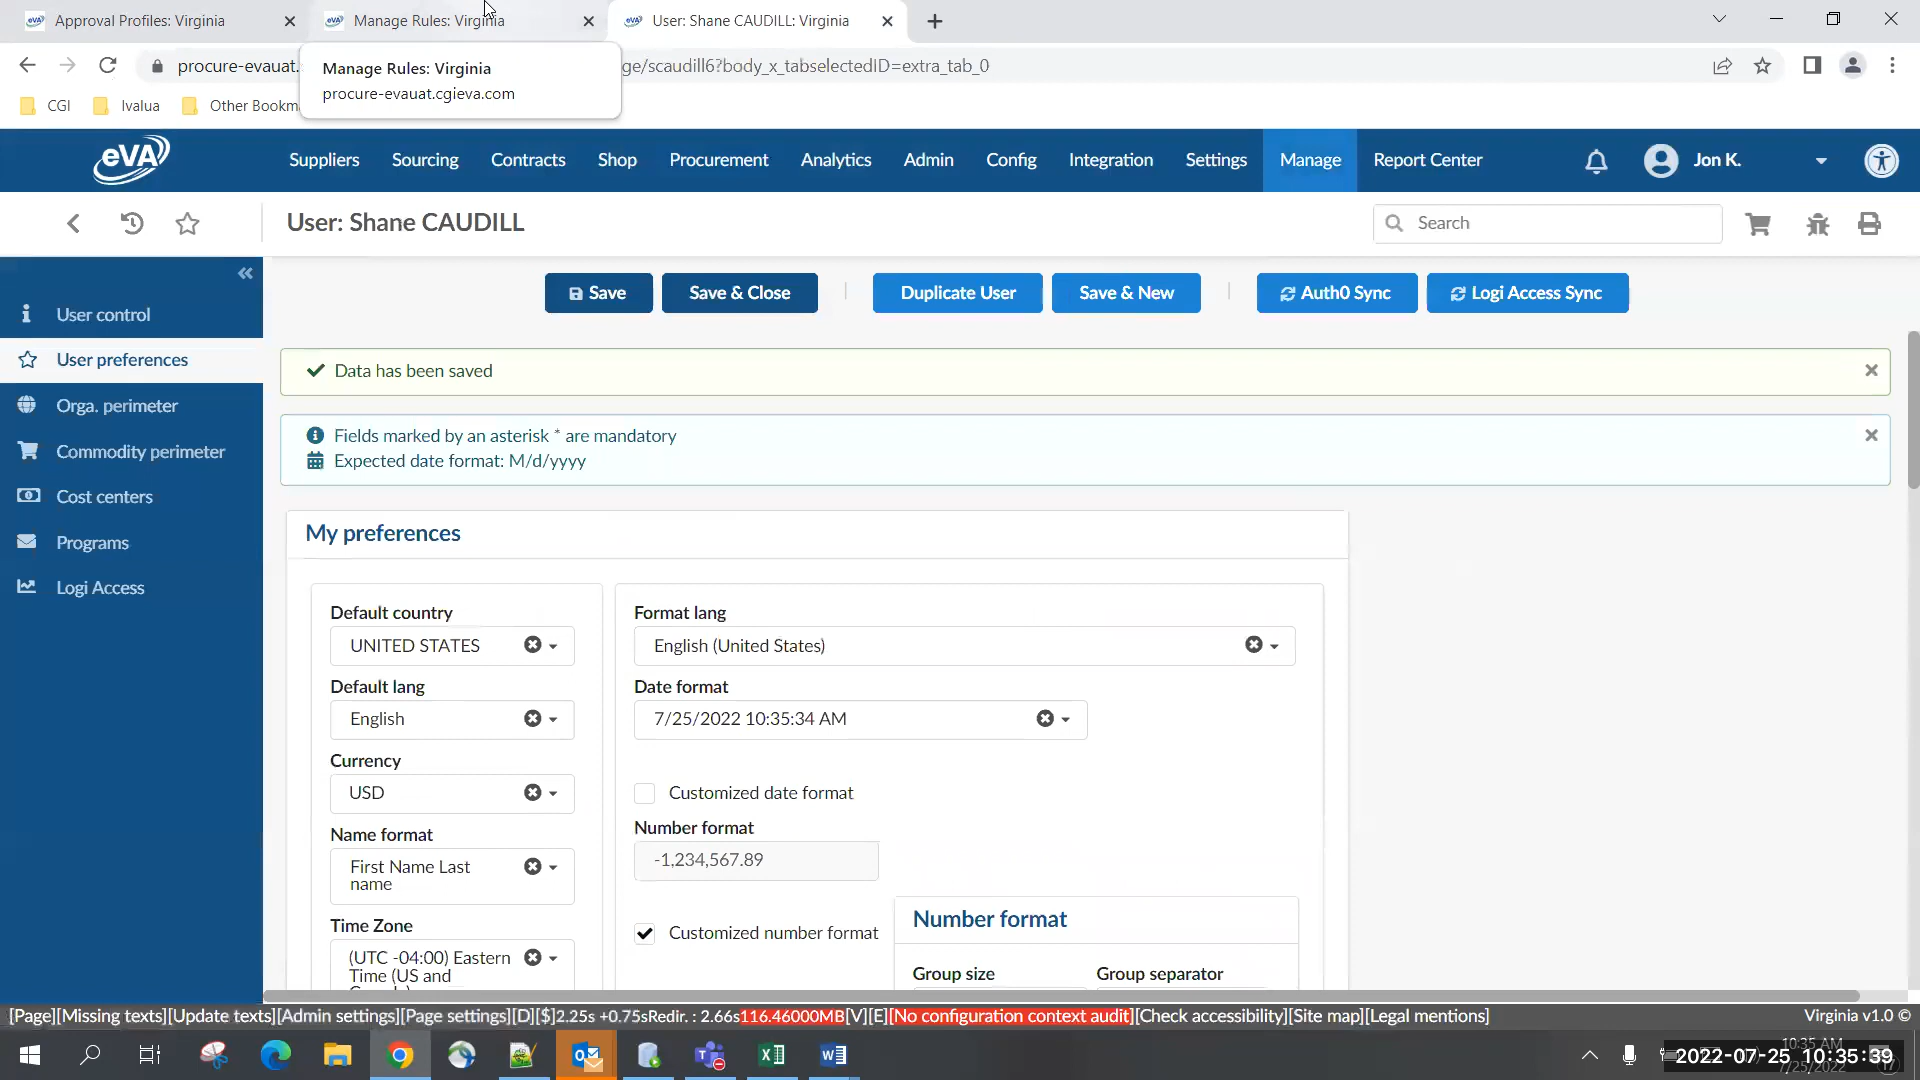 Approval Profiles: Virginia
Manage Rules: Virginia
User: Shane CAUDILL: Virginia
procure-evauat.
ge/scaudill6?body_x_tabselectedID=extra_tab_0
Manage Rules: Virginia
procure-evauat.cgieva.com
CGI
Ivalua
Other Bookma
eVA
Suppliers
Sourcing
Contracts
Shop
Procurement
Analytics
Admin
Config
Integration
Settings
Manage
Report Center
Jon K.
User: Shane CAUDILL
Search
User control
User preferences
Orga. perimeter
Commodity perimeter
Cost centers
Programs
Logi Access
Save
Save & Close
Duplicate User
Save & New
Auth0 Sync
Logi Access Sync
Data has been saved
Fields marked by an asterisk * are mandatory
Expected date format: M/d/yyyy
My preferences
Default country
UNITED STATES
Default lang
English
Currency
USD
Name format
First Name Last
name
Time Zone
(UTC -04:00) Eastern
Time (US and
Format lang
English (United States)
Date format
7/25/2022 10:35:34 AM
Customized date format
Number format
-1,234,567.89
Customized number format
Number format
Group size
Group separator
[Page][Missing texts][Update texts][Admin settings][Page settings][D][$]2.25s +0.75sRedir. : 2.66s116.46000MB[V][E][No configuration context audit][Check accessibility][Site map][Legal mentions]
Virginia v1.0 ©
10:35 AM
2022-07-25 10:35:39
7/25/2022